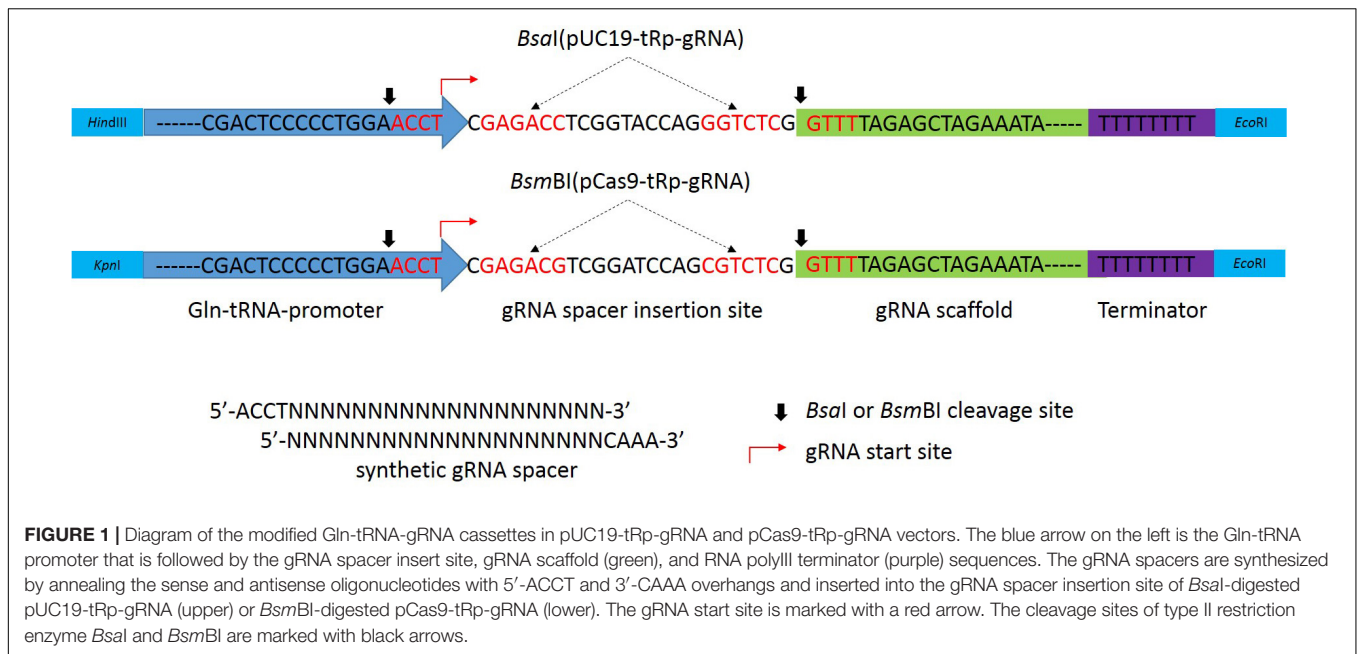 BsaI(pUC19-tRp-gRNA)
HindIII ------CGACTCCCCCTGGAACCT CGAGACCTCGGTACCAGGGTCTCG GTTTTAGAGCTAGAAATA----- TTTTTTTT EcoRI
BsmBI(pCas9-tRp-gRNA)
KpnI ------CGACTCCCCCTGGAACCT CGAGACGTCGGATCCAGCGTCTCG GTTTTAGAGCTAGAAATA----- TTTTTTTT EcoRI
Gln-tRNA-promoter gRNA spacer insertion site gRNA scaffold Terminator
5’-ACCTNNNNNNNNNNNNNNNNNNNN-3’ BsaI or BsmBI cleavage site
5’-NNNNNNNNNNNNNNNNNNNNCAAA-3’ gRNA start site
synthetic gRNA spacer
FIGURE 1 | Diagram of the modified Gln-tRNA-gRNA cassettes in pUC19-tRp-gRNA and pCas9-tRp-gRNA vectors. The blue arrow on the left is the Gln-tRNA
promoter that is followed by the gRNA spacer insert site, gRNA scaffold (green), and RNA polyIII terminator (purple) sequences. The gRNA spacers are synthesized
by annealing the sense and antisense oligonucleotides with 5′-ACCT and 3′-CAAA overhangs and inserted into the gRNA spacer insertion site of BsaI-digested
pUC19-tRp-gRNA (upper) or BsmBI-digested pCas9-tRp-gRNA (lower). The gRNA start site is marked with a red arrow. The cleavage sites of type II restriction
enzyme BsaI and BsmBI are marked with black arrows.